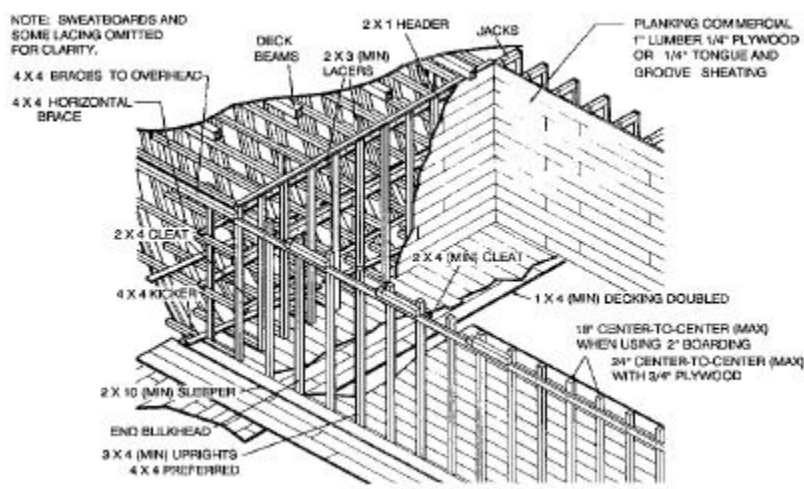 NOTE: SWEATBOARDS AND
SOME LACING OMITTED
FOR CLARITY.
4 X 4 BRACIES TO OVERHEAD
4 X 4 HORIZONTAL
BRACE
DECK
BEAMS
2 X 3 (MIN)
LACERS
2 X 1 HEADER
JACKS
PLANKING COMMERCIAL
1" LUMBER 1/4" PLYWOOD
OR 1/4" TONGUE AND
GROOVE SHEATING
2 X 4 CLEAT
4 X 4 KICKER
2 X 4 (MIN) CLEAT
1 X 4 (MIN) DECKING DOUBLED
18" CENTER-TO-CENTER (MAX)
WHEN USING 2" BOARDING
24" CENTER-TO-CENTER (MAX)
WITH 3/4" PLYWOOD
2 X 10 (MIN) SLEEPER
END BULKHEAD
3 X 4 (MIN) UPRIGHTS
4 X 4 PREFERRED